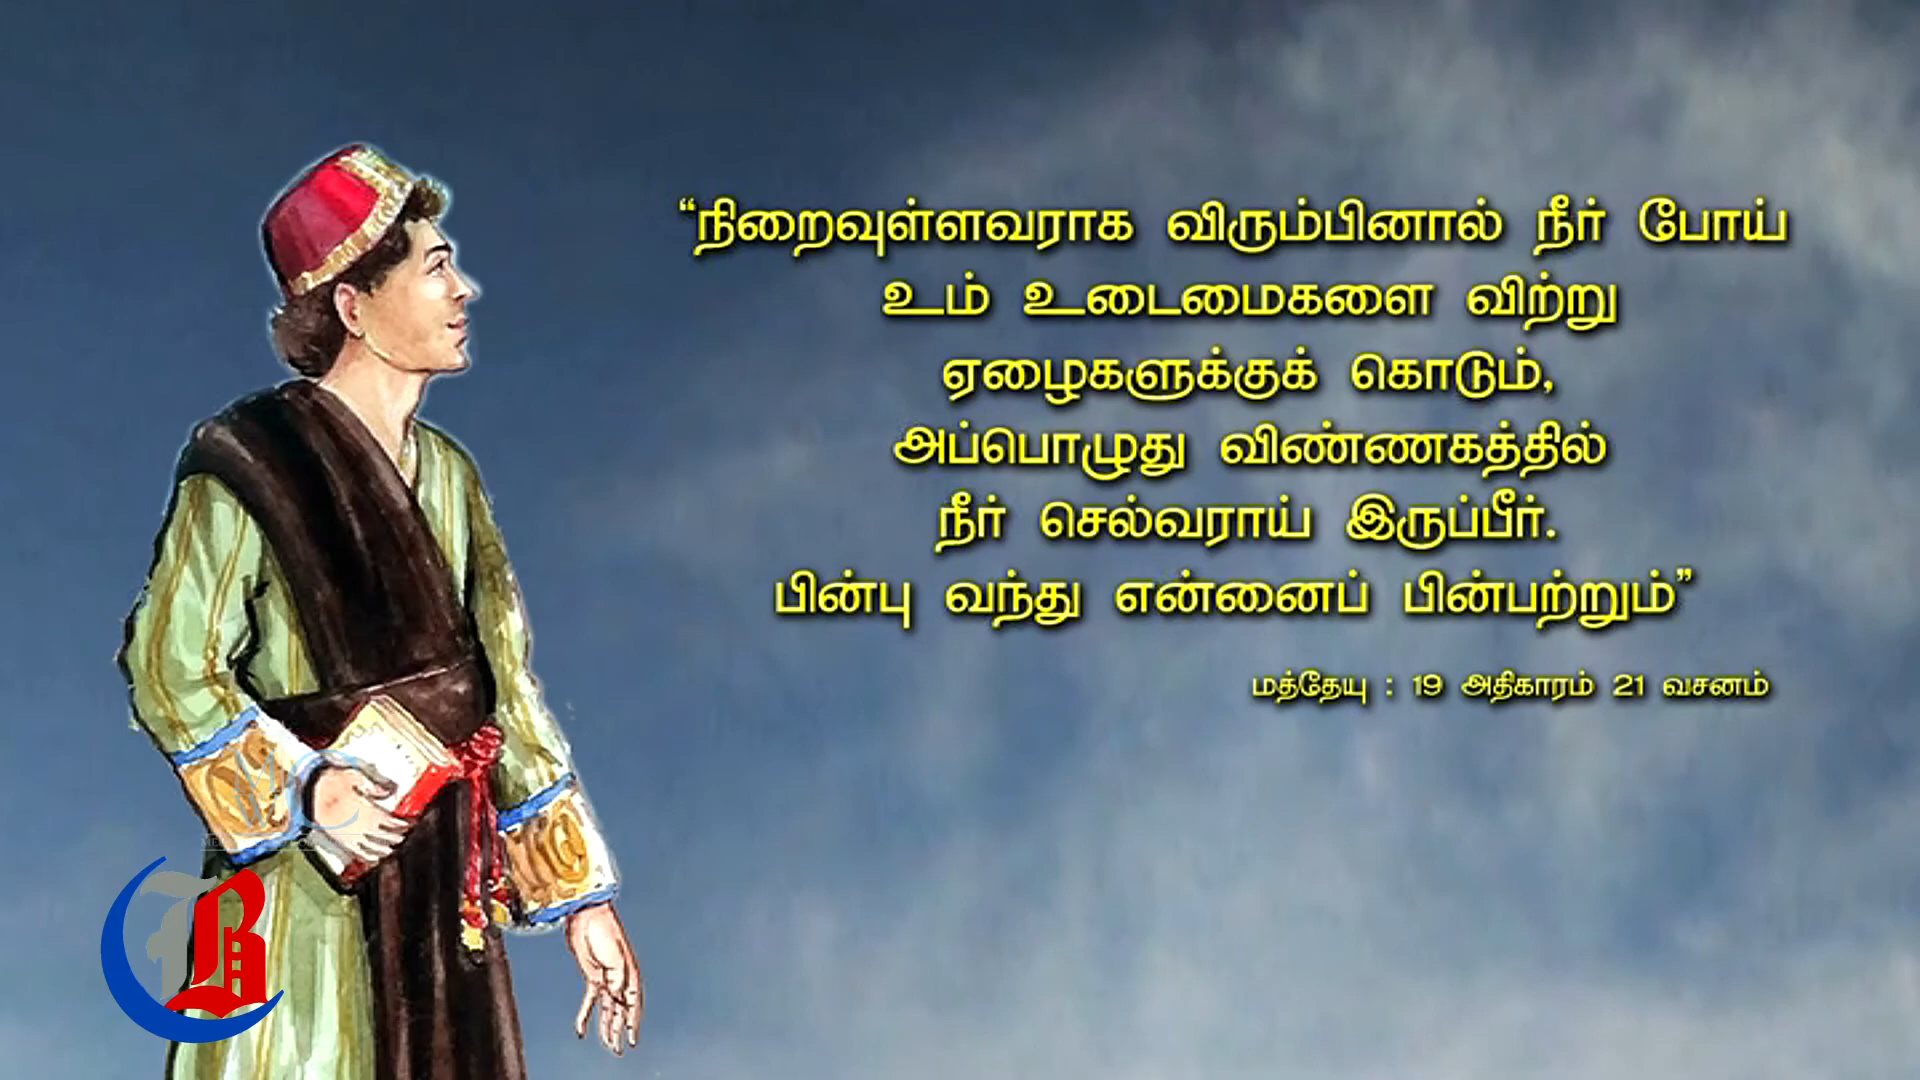 “நிறைவுள்ளவராக விரும்பினால் நீர் போய்
உம் உடைமைகளை விற்று
ஏழைகளுக்குக் கொடும்,
அப்பொழுது விண்ணகத்தில்
நீர் செல்வராய் இருப்பீர்.
பின்பு வந்து என்னைப் பின்பற்றும்”
மத்தேயு : 19 அதிகாரம் 21 வசனம்